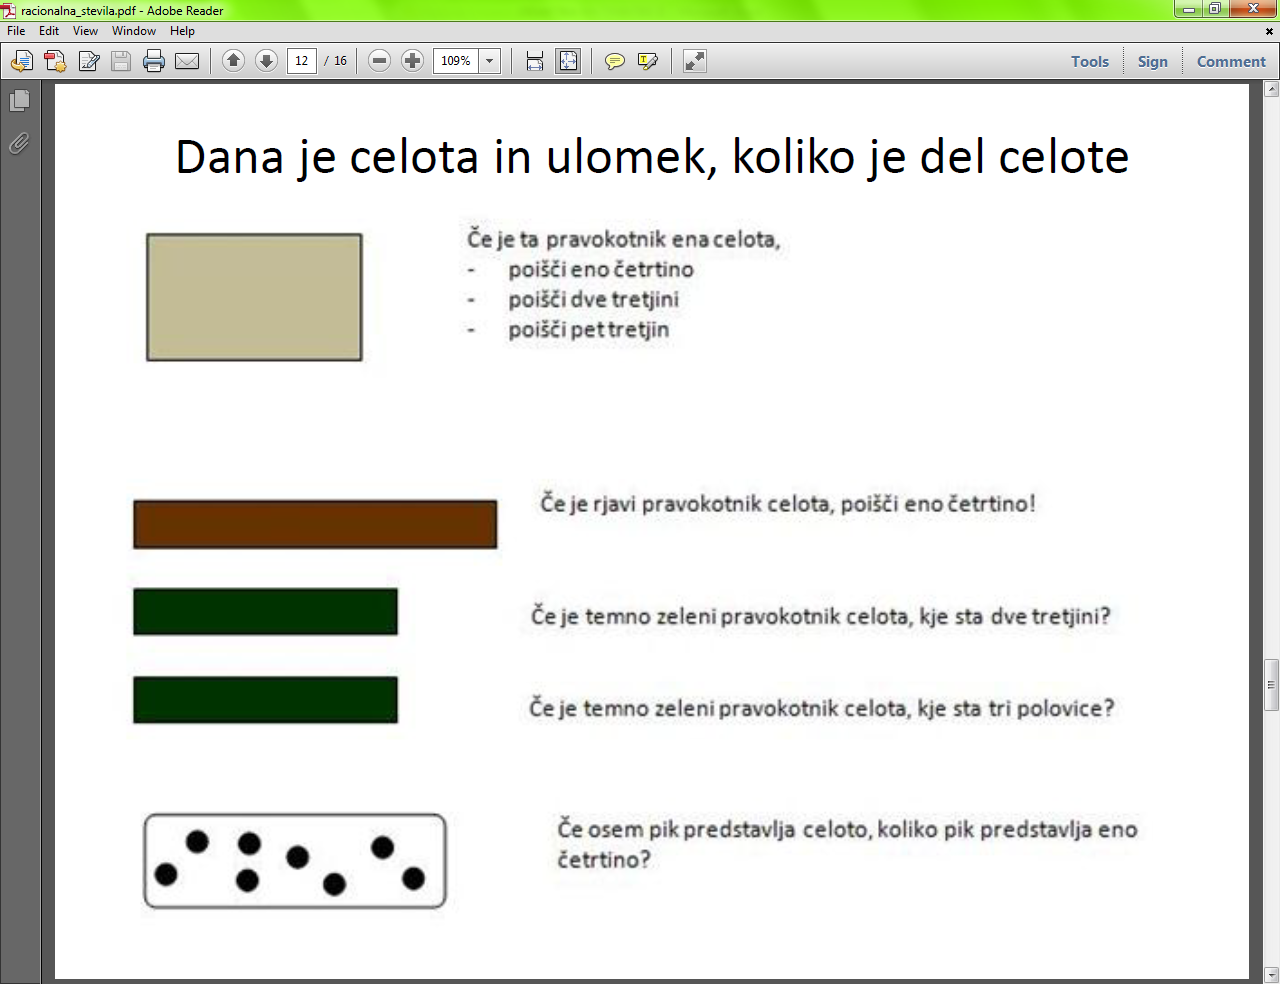 racionalna_stevila.pdf - Adobe Reader
File Edit View Window Help
12 / 16 109% Tools Sign Comment
Dana je celota in ulomek, koliko je del celote
Če je ta pravokotnik ena celota,
- poišči eno četrtino
- poišči dve tretjini
- poišči pet tretjin
Če je rjavi pravokotnik celota, poišči eno četrtino!
Če je temno zeleni pravokotnik celota, kje sta dve tretjini?
Če je temno zeleni pravokotnik celota, kje sta tri polovice?
Če osem pik predstavlja celoto, koliko pik predstavlja eno
četrtino?